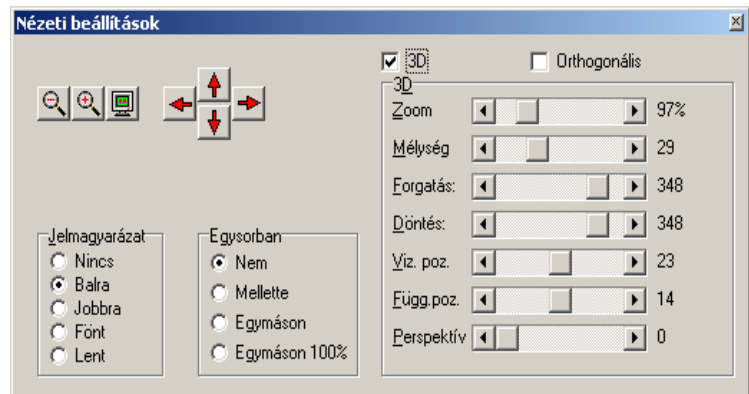 Nézeti beállítások
3D
Orthogonális
3D
Zoom 97%
Mélység 29
Forgatás: 348
Döntés: 348
Viz. poz. 23
Függ.poz. 14
Perspektív 0
Jelmagyarázat
Nincs
Balra
Jobbra
Fönt
Lent
Egysorban
Nem
Mellette
Egymáson
Egymáson 100%